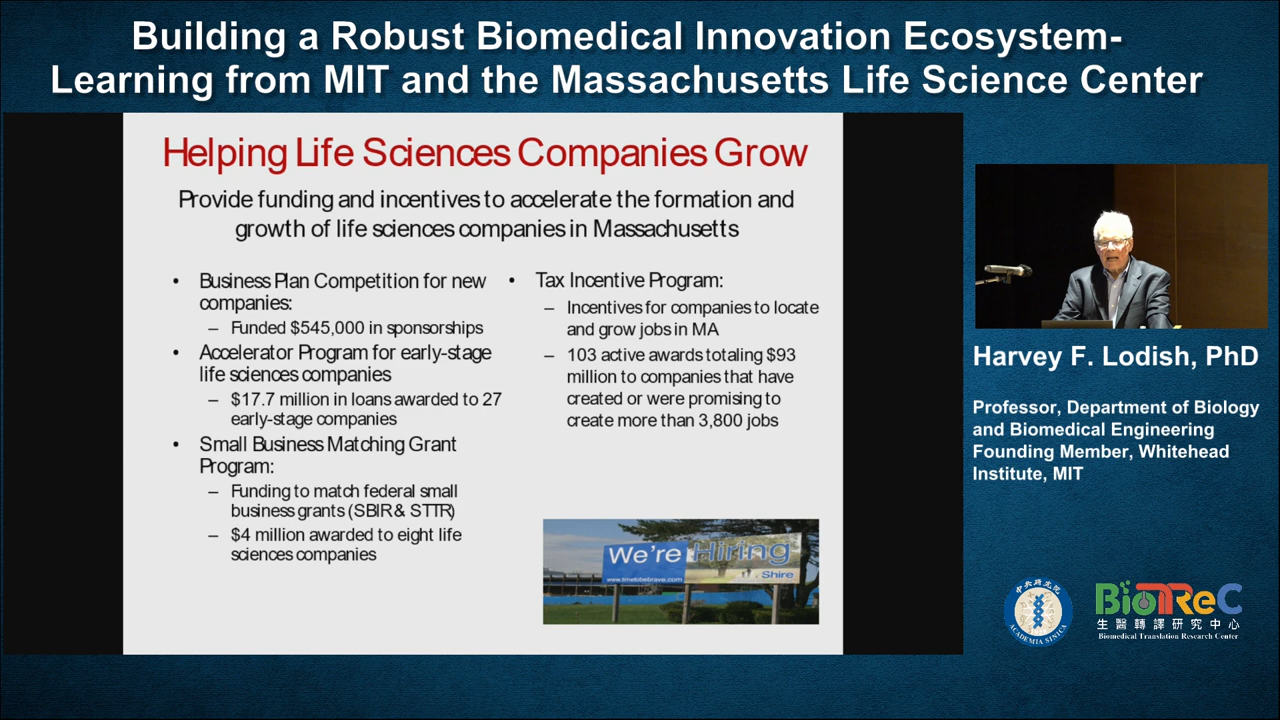 Building a Robust Biomedical Innovation Ecosystem-
Learning from MIT and the Massachusetts Life Science Center
Helping Life Sciences Companies Grow
Provide funding and incentives to accelerate the formation and
growth of life sciences companies in Massachusetts
• Business Plan Competition for new
companies:
– Funded $545,000 in sponsorships
• Accelerator Program for early-stage
life sciences companies
– $17.7 million in loans awarded to 27
early-stage companies
• Small Business Matching Grant
Program:
– Funding to match federal small
business grants (SBIR & STTR)
– $4 million awarded to eight life
sciences companies
• Tax Incentive Program:
– Incentives for companies to locate
and grow jobs in MA
– 103 active awards totaling $93
million to companies that have
created or were promising to
create more than 3,800 jobs
We're Hiring
www.timetobebrave.com
Shire
Harvey F. Lodish, PhD
Professor, Department of Biology
and Biomedical Engineering
Founding Member, Whitehead
Institute, MIT
中央研究院
ACADEMIA SINICA
BioTReC
生醫轉譯研究中心
Biomedical Translation Research Center